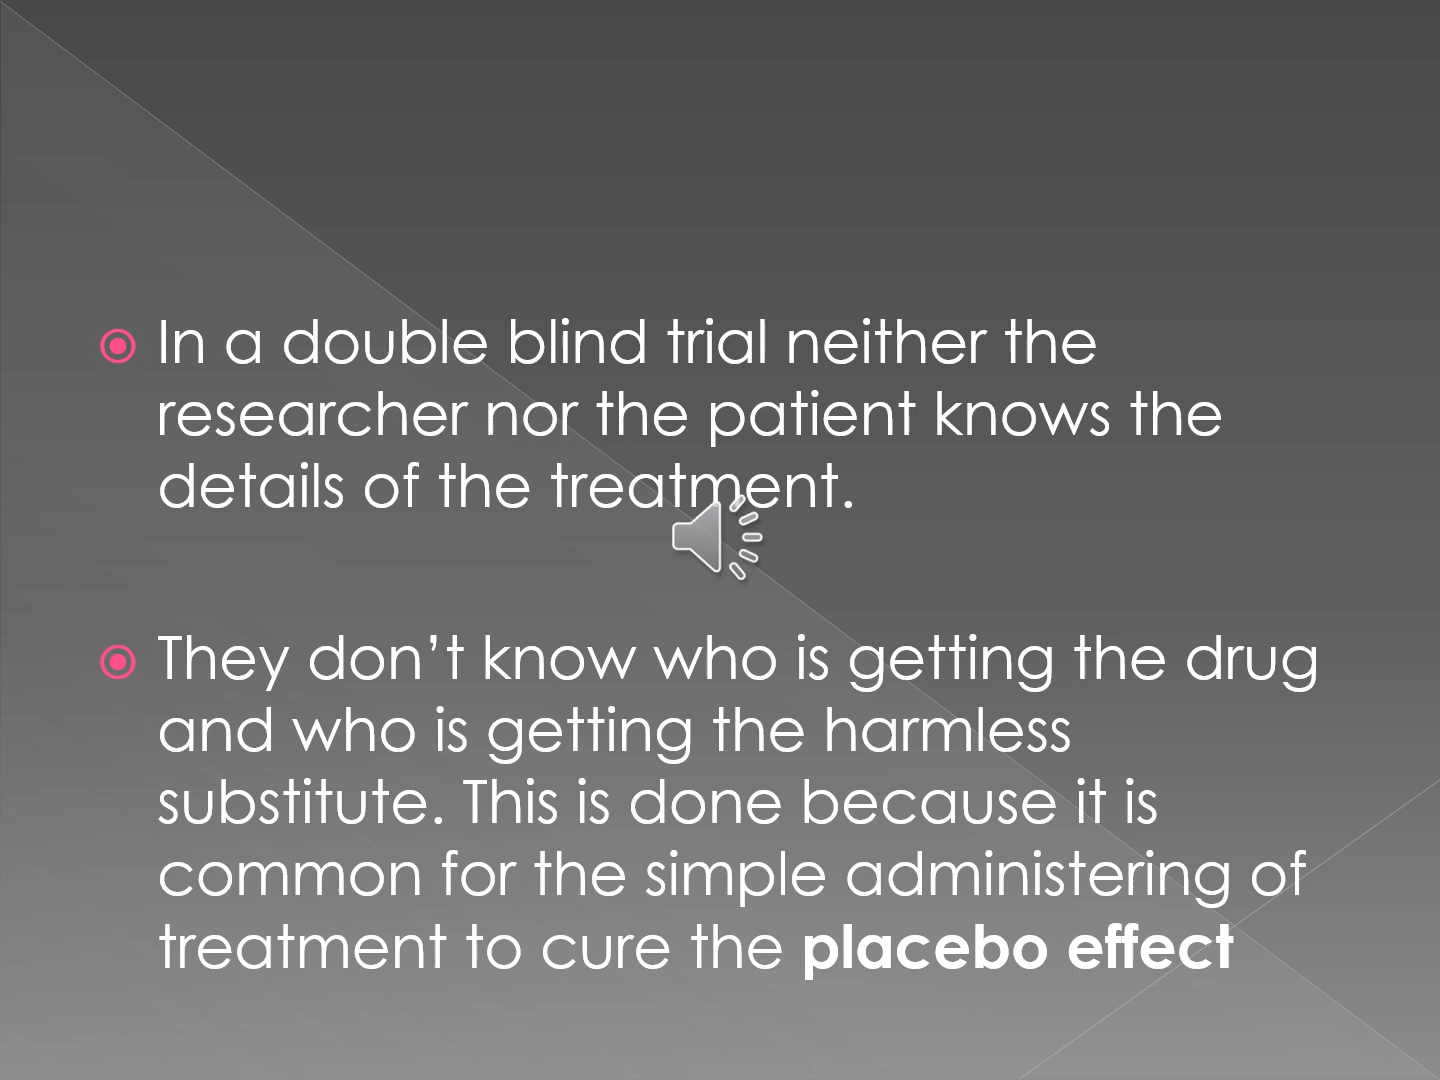 In a double blind trial neither the
researcher nor the patient knows the
details of the treatment.
They don’t know who is getting the drug
and who is getting the harmless
substitute. This is done because it is
common for the simple administering of
treatment to cure the placebo effect